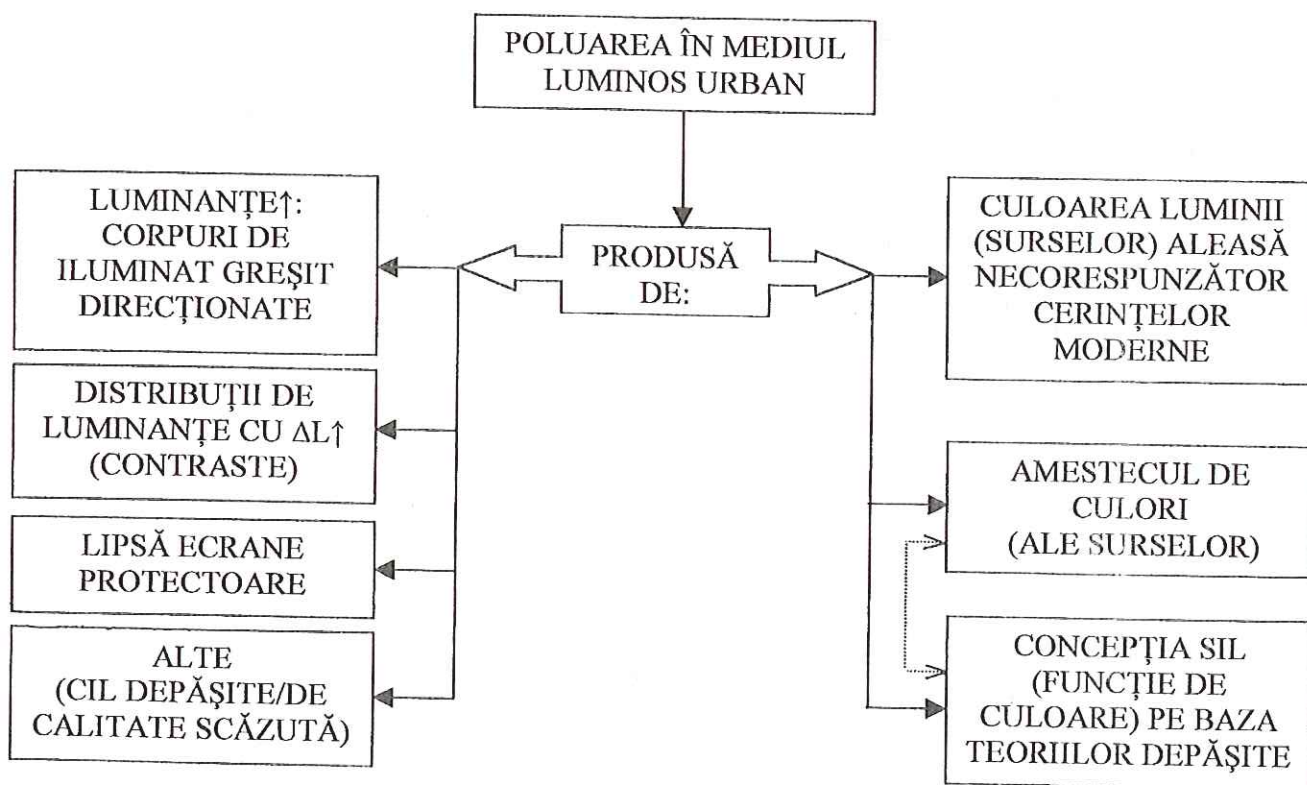 POLUAREA ÎN MEDIUL
LUMINOS URBAN
PRODUSĂ
DE:
LUMINANȚE↑:
CORPURI DE
ILUMINAT GREȘIT
DIRECȚIONATE
DISTRIBUȚII DE
LUMINANȚE CU ΔL↑
(CONTRASTE)
LIPSĂ ECRANE
PROTECTOARE
ALTE
(CIL DEPĂȘITE/DE
CALITATE SCĂZUTĂ)
CULOAREA LUMINII
(SURSELOR) ALEASĂ
NECORESPUNZĂTOR
CERINȚELOR
MODERNE
AMESTECUL DE
CULORI
(ALE SURSELOR)
CONCEPȚIA SIL
(FUNCȚIE DE
CULOARE) PE BAZA
TEORIILOR DEPĂȘITE